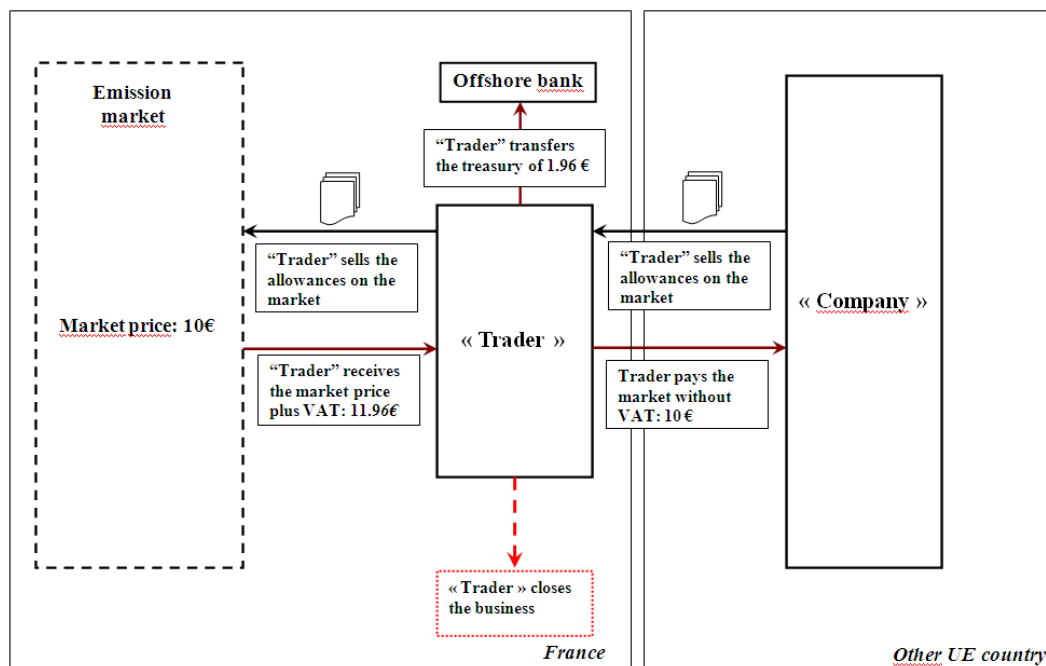 Emission
market
Market price: 10€
Offshore bank
“Trader” transfers
the treasury of 1.96 €
“Trader” sells the
allowances on the
market
“Trader” receives
the market price
plus VAT: 11.96€
« Trader »
“Trader” sells the
allowances on the
market
Trader pays the
market without
VAT: 10 €
« Company »
« Trader » closes
the business
France
Other UE country